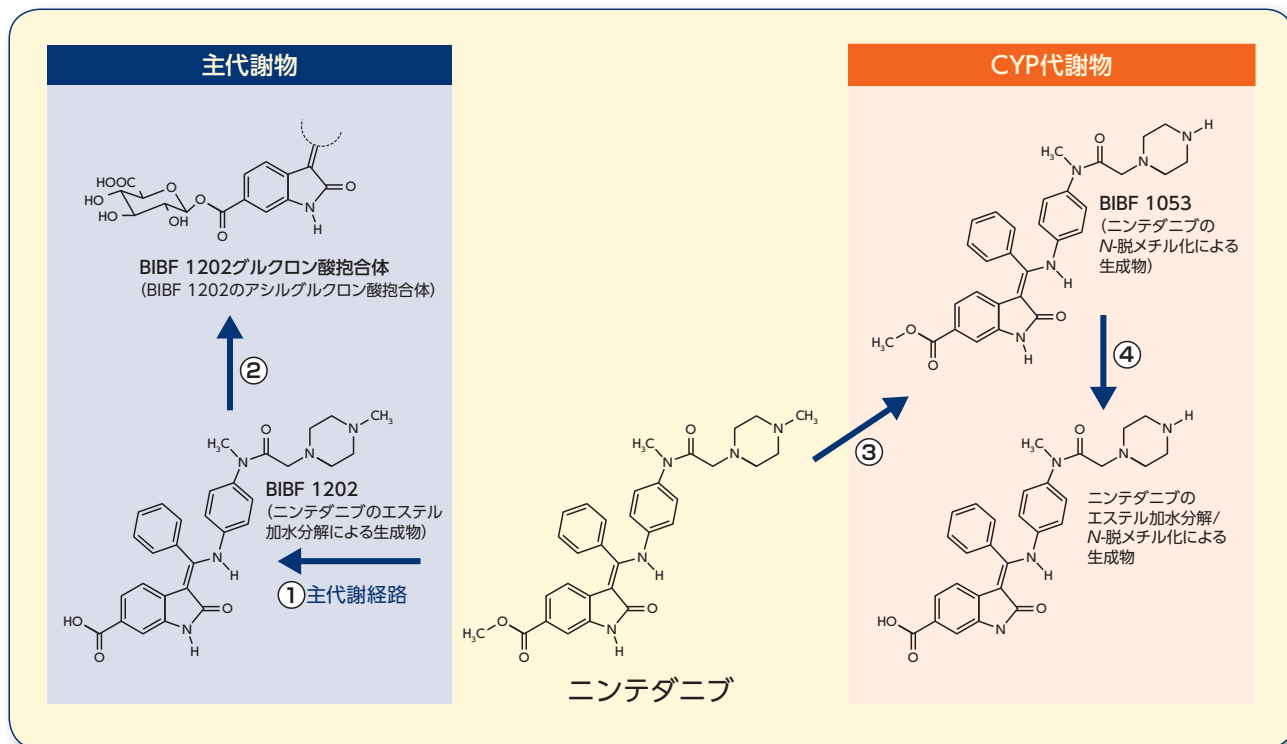 主代謝物
HOOC
O
HO
HO
OH
O
O
O
N
H
BIBF 1202グルクロン酸抱合体
(BIBF 1202のアシルグルクロン酸抱合体)
②
H₃C
N
O
N
N
CH₃
BIBF 1202
(ニンテダニブのエステル
加水分解による生成物)
N
H
HO
O
O
N
H
①主代謝経路
H₃C
N
O
N
N
CH₃
N
H
H₃C
O
O
O
N
H
ニンテダニブ
③
CYP代謝物
H₃C
N
O
N
N
H
BIBF 1053
(ニンテダニブの
N-脱メチル化による
生成物)
N
H
H₃C
O
O
O
N
H
④
H₃C
N
O
N
N
H
ニンテダニブの
エステル加水分解/
N-脱メチル化による
生成物
N
H
HO
O
O
N